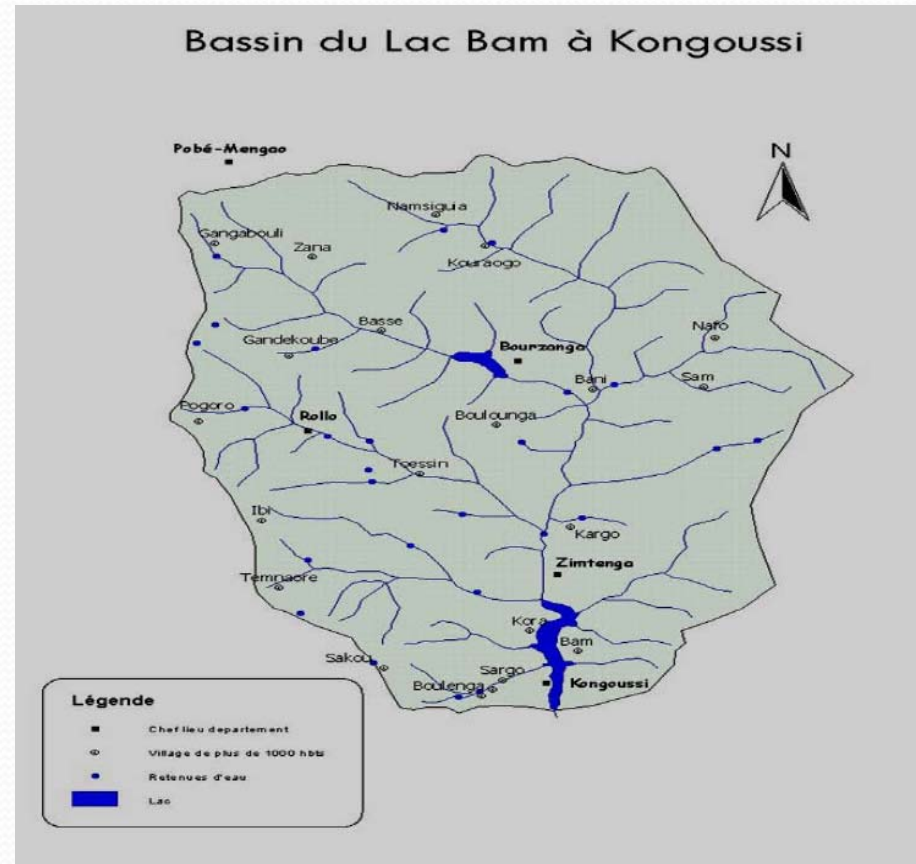 Bassin du Lac Bam à Kongoussi
Pobé-Mengao
N
Namsiguia
Gangabouli
Zana
Kouraogo
Basse
Nafo
Gandekoube
Bourzanga
Bani
Sam
Pogoro
Rollo
Boulounga
Toessin
Ibi
Kargo
Zimtenga
Temnaore
Kora
Bam
Sakou
Sargo
Boulenga
Kongoussi
Légende
Chef lieu departement
Village de plus de 1000 hbts
Retenues d'eau
Lac